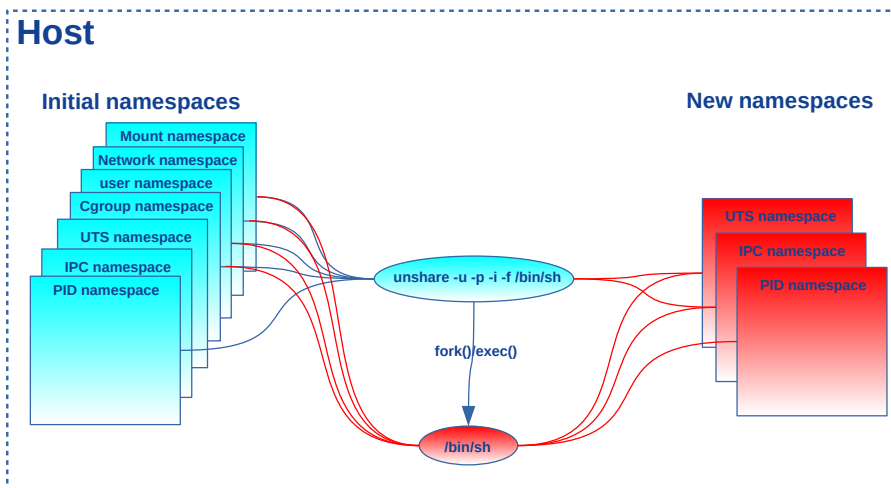 Host
Initial namespaces
New namespaces
Mount namespace
Network namespace
user namespace
Cgroup namespace
UTS namespace
IPC namespace
PID namespace
unshare -u -p -i -f /bin/sh
fork()/exec()
/bin/sh
UTS namespace
IPC namespace
PID namespace